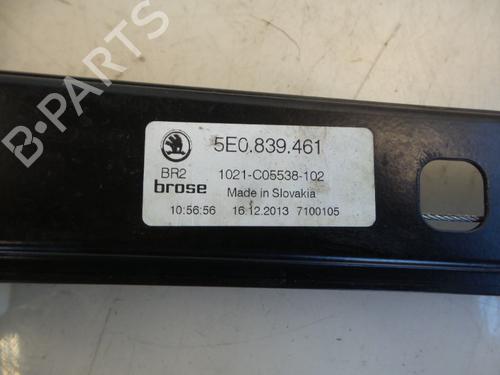 B-PARTS
5E0.839.461
BR2 1021-C05538-102
brose Made in Slovakia
10:56:56 16.12.2013 7100105